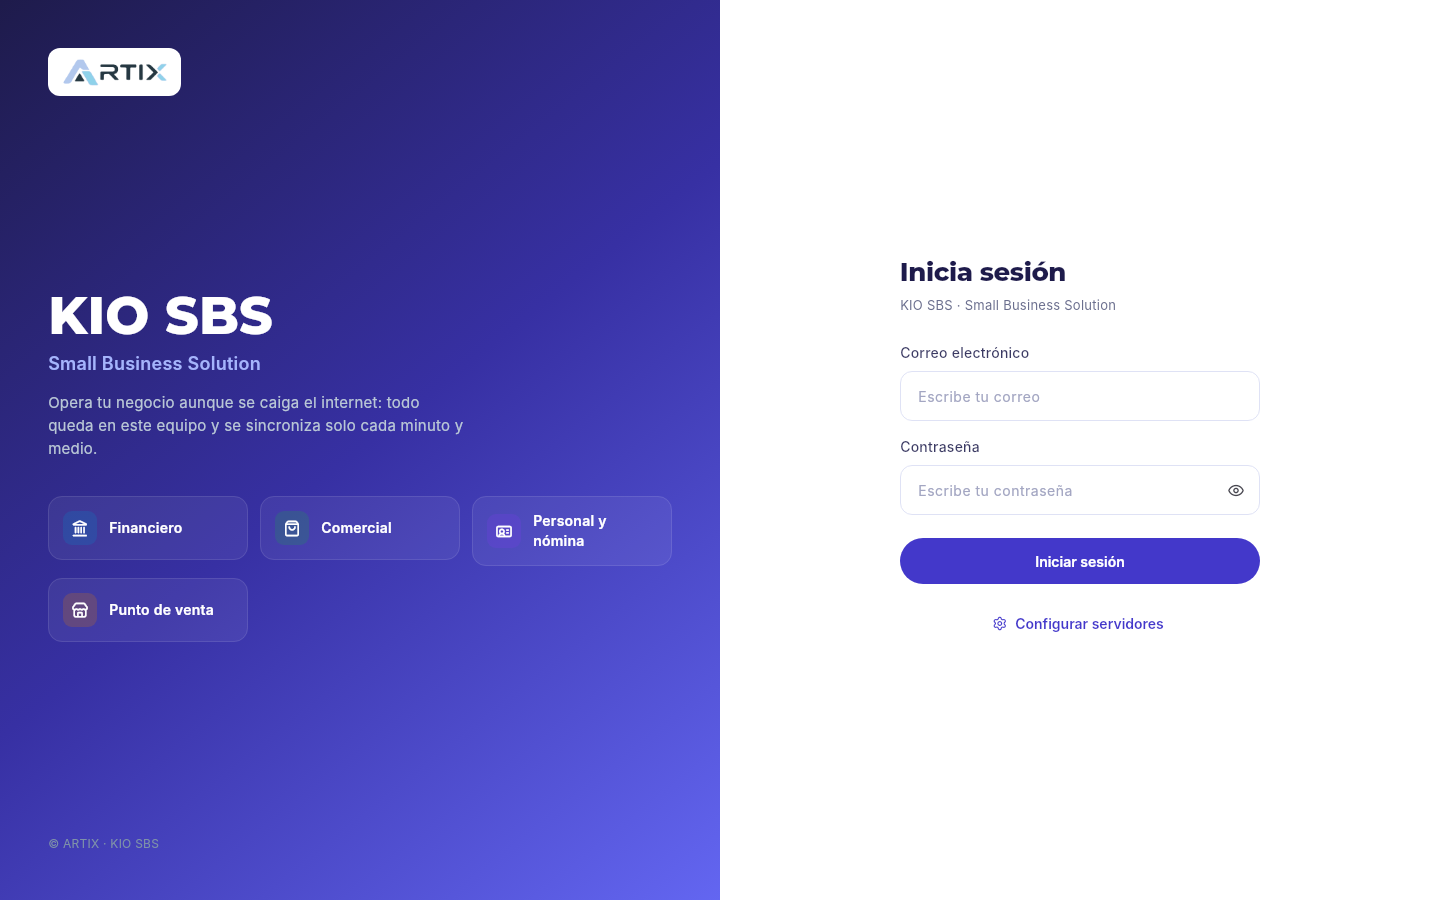 ARTIX
KIO SBS
Small Business Solution
Opera tu negocio aunque se caiga el internet: todo
queda en este equipo y se sincroniza solo cada minuto y
medio.
Financiero
Comercial
Personal y
nómina
Punto de venta
© ARTIX · KIO SBS
Inicia sesión
KIO SBS · Small Business Solution
Correo electrónico
Escribe tu correo
Contraseña
Escribe tu contraseña
Iniciar sesión
Configurar servidores